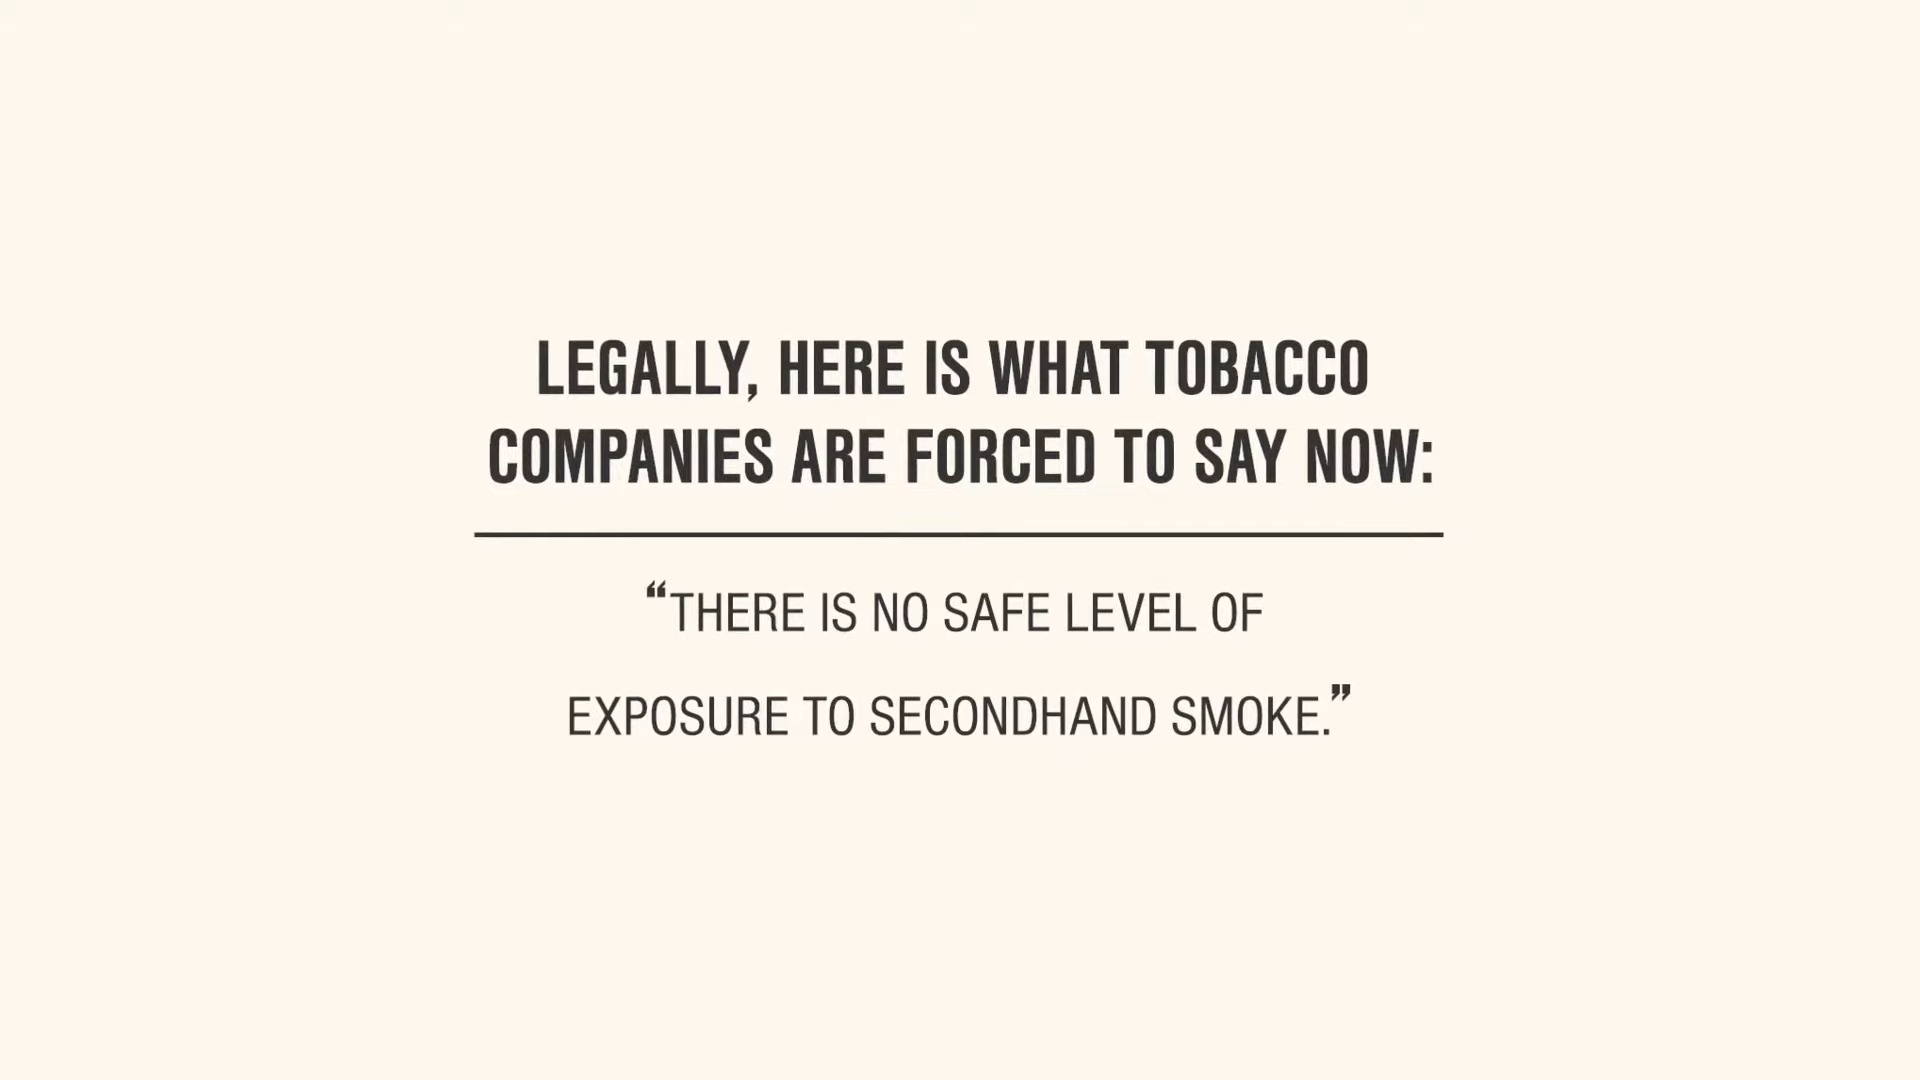 LEGALLY, HERE IS WHAT TOBACCO
COMPANIES ARE FORCED TO SAY NOW:
“THERE IS NO SAFE LEVEL OF
EXPOSURE TO SECONDHAND SMOKE.”